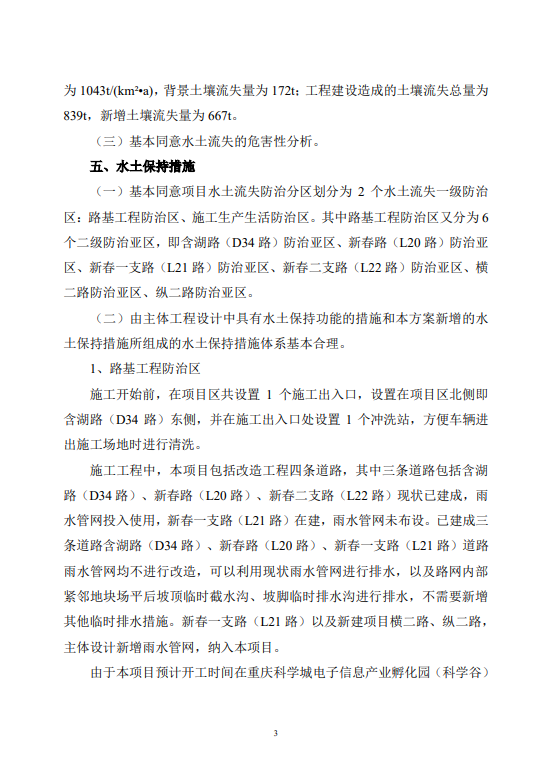 为 1043t/(km²•a)，背景土壤流失量为 172t；工程建设造成的土壤流失总量为
839t，新增土壤流失量为 667t。
（三）基本同意水土流失的危害性分析。
五、水土保持措施
（一）基本同意项目水土流失防治分区划分为 2 个水土流失一级防治
区：路基工程防治区、施工生产生活防治区。其中路基工程防治区又分为 6
个二级防治亚区，即含湖路（D34 路）防治亚区、新春路（L20 路）防治亚
区、新春一支路（L21 路）防治亚区、新春二支路（L22 路）防治亚区、横
二路防治亚区、纵二路防治亚区。
（二）由主体工程设计中具有水土保持功能的措施和本方案新增的水
土保持措施所组成的水土保持措施体系基本合理。
1、路基工程防治区
施工开始前，在项目区共设置 1 个施工出入口，设置在项目区北侧即
含湖路（D34 路）东侧，并在施工出入口处设置 1 个冲洗站，方便车辆进
出施工场地时进行清洗。
施工工程中，本项目包括改造工程四条道路，其中三条道路包括含湖
路（D34 路）、新春路（L20 路）、新春二支路（L22 路）现状已建成，雨
水管网投入使用，新春一支路（L21 路）在建，雨水管网未布设。已建成三
条道路含湖路（D34 路）、新春路（L20 路）、新春一支路（L21 路）道路
雨水管网均不进行改造，可以利用现状雨水管网进行排水，以及路网内部
紧邻地块场平后坡顶临时截水沟、坡脚临时排水沟进行排水，不需要新增
其他临时排水措施。新春一支路（L21 路）以及新建项目横二路、纵二路，
主体设计新增雨水管网，纳入本项目。
由于本项目预计开工时间在重庆科学城电子信息产业孵化园（科学谷）
3